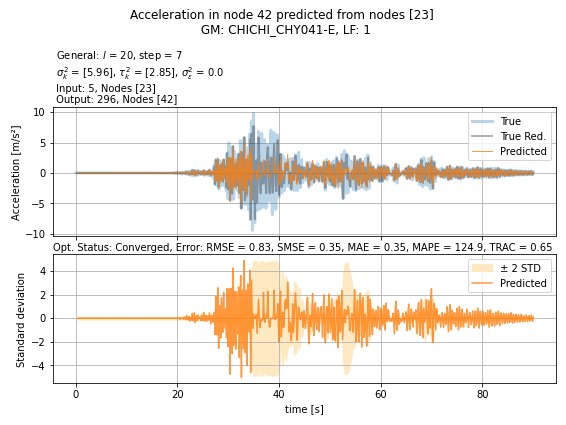 Acceleration in node 42 predicted from nodes [23]
GM: CHICHI_CHY041-E, LF: 1
General: l = 20, step = 7
σ²ₖ = [5.96], τ²ₖ = [2.85], σ²ε = 0.0
Input: 5, Nodes [23]
Output: 296, Nodes [42]
Acceleration [m/s²]
10
5
0
−5
−10
True
True Red.
Predicted
Opt. Status: Converged, Error: RMSE = 0.83, SMSE = 0.35, MAE = 0.35, MAPE = 124.9, TRAC = 0.65
Standard deviation
4
2
0
−2
−4
± 2 STD
Predicted
0 20 40 60 80
time [s]